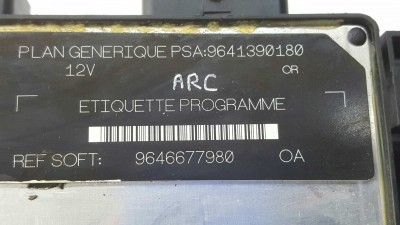 PLAN GENERIQUE PSA:9641390180
12V OR
ARC
ETIQUETTE PROGRAMME
REF SOFT: 9646677980 OA